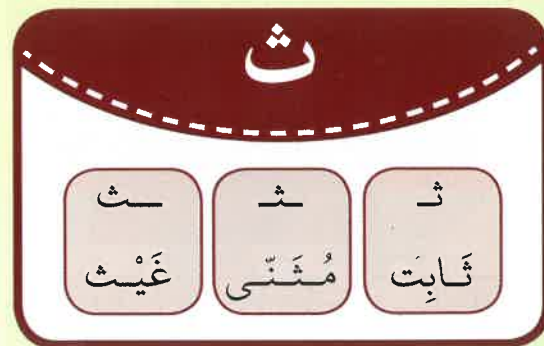 ث
ثـ ـثـ ـث
ثَابِت مُثَنّى غَيْث